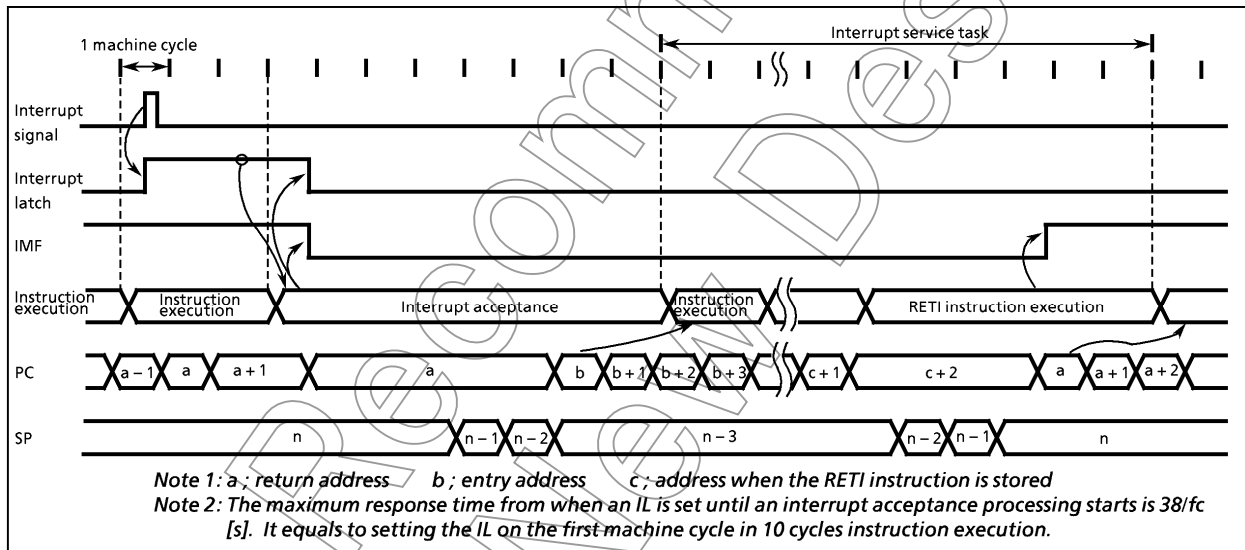 1 machine cycle
Interrupt service task
Interrupt signal
Interrupt latch
IMF
Instruction execution
Instruction execution
Interrupt acceptance
Instruction execution
RETI instruction execution
PC
a – 1 a a + 1 a b b + 1 b + 2 b + 3 c + 1 c + 2 a a + 1 a + 2
SP
n n – 1 n – 2 n – 3 n – 2 n – 1 n
Note 1: a ; return address b ; entry address c ; address when the RETI instruction is stored
Note 2: The maximum response time from when an IL is set until an interrupt acceptance processing starts is 38/fc
[s]. It equals to setting the IL on the first machine cycle in 10 cycles instruction execution.